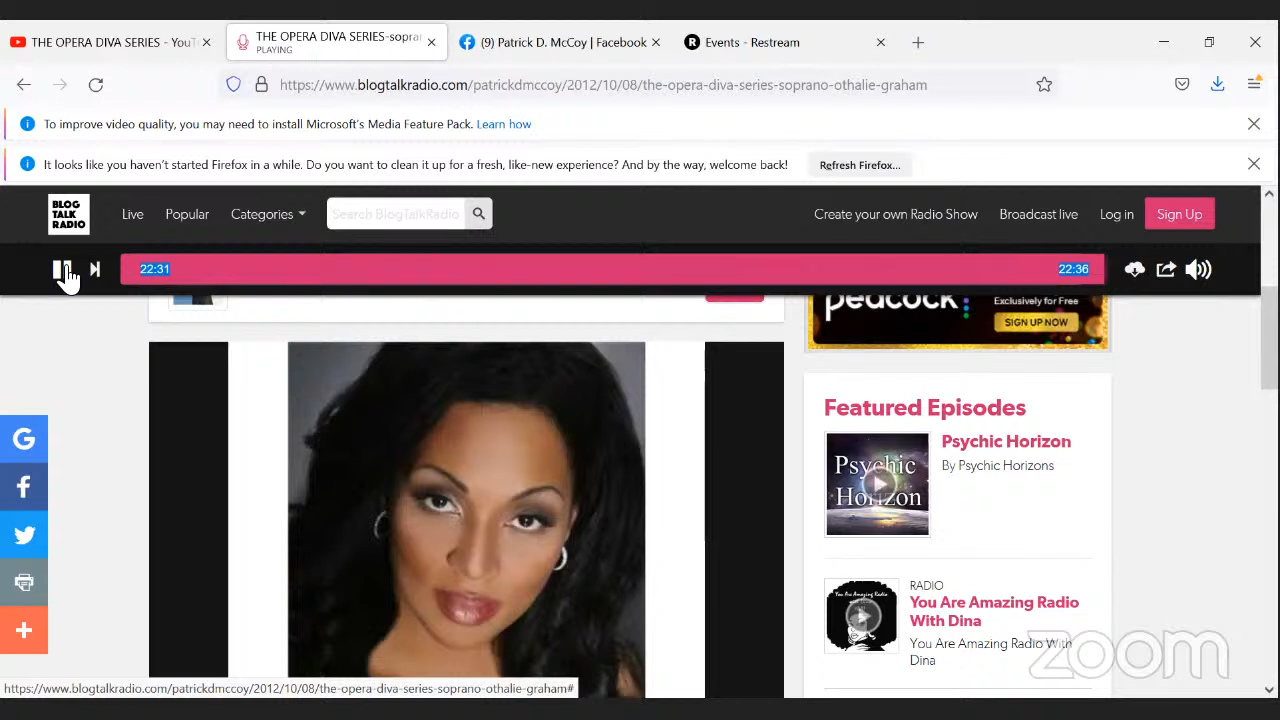 THE OPERA DIVA SERIES - YouT
THE OPERA DIVA SERIES-sopra
PLAYING
(9) Patrick D. McCoy | Facebook
R
Events - Restream
https://www.blogtalkradio.com/patrickdmccoy/2012/10/08/the-opera-diva-series-soprano-othalie-graham
To improve video quality, you may need to install Microsoft's Media Feature Pack. Learn how
It looks like you haven't started Firefox in a while. Do you want to clean it up for a fresh, like-new experience? And by the way, welcome back!
Refresh Firefox...
BLOG
TALK
RADIO
Live
Popular
Categories
Search BlogTalkRadio
Create your own Radio Show
Broadcast live
Log in
Sign Up
22:31
22:36
peacock
Exclusively for Free
SIGN UP NOW
Featured Episodes
Psychic
Horizon
Psychic Horizon
By Psychic Horizons
You Are Amazing Radio
RADIO
You Are Amazing Radio
With Dina
You Are Amazing Radio With
Dina
zoom
https://www.blogtalkradio.com/patrickdmccoy/2012/10/08/the-opera-diva-series-soprano-othalie-graham#